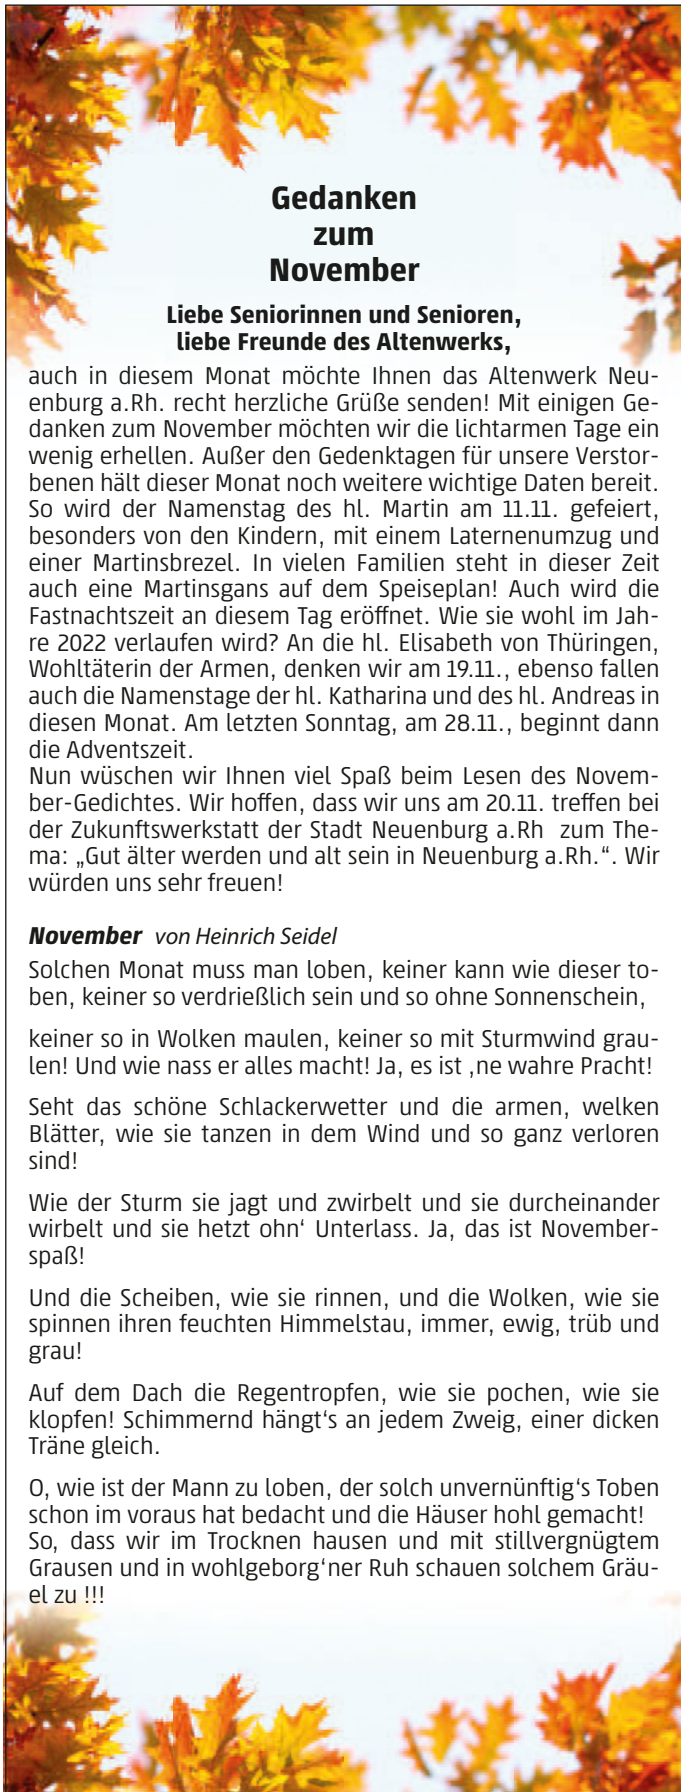 Gedanken
zum
November
Liebe Seniorinnen und Senioren,
liebe Freunde des Altenwerks,
auch in diesem Monat möchte Ihnen das Altenwerk Neu-
enburg a.Rh. recht herzliche Grüße senden! Mit einigen Ge-
danken zum November möchten wir die lichtarmen Tage ein
wenig erhellen. Außer den Gedenktagen für unsere Verstor-
benen hält dieser Monat noch weitere wichtige Daten bereit.
So wird der Namenstag des hl. Martin am 11.11. gefeiert,
besonders von den Kindern, mit einem Laternenumzug und
einer Martinsbrezel. In vielen Familien steht in dieser Zeit
auch eine Martinsgans auf dem Speiseplan! Auch wird die
Fastnachtszeit an diesem Tag eröffnet. Wie sie wohl im Jah-
re 2022 verlaufen wird? An die hl. Elisabeth von Thüringen,
Wohltäterin der Armen, denken wir am 19.11., ebenso fallen
auch die Namenstage der hl. Katharina und des hl. Andreas in
diesen Monat. Am letzten Sonntag, am 28.11., beginnt dann
die Adventszeit.
Nun wüschen wir Ihnen viel Spaß beim Lesen des Novem-
ber-Gedichtes. Wir hoffen, dass wir uns am 20.11. treffen bei
der Zukunftswerkstatt der Stadt Neuenburg a.Rh zum The-
ma: „Gut älter werden und alt sein in Neuenburg a.Rh.“. Wir
würden uns sehr freuen!
November von Heinrich Seidel
Solchen Monat muss man loben, keiner kann wie dieser to-
ben, keiner so verdrießlich sein und so ohne Sonnenschein,
keiner so in Wolken maulen, keiner so mit Sturmwind grau-
len! Und wie nass er alles macht! Ja, es ist ‚ne wahre Pracht!
Seht das schöne Schlackerwetter und die armen, welken
Blätter, wie sie tanzen in dem Wind und so ganz verloren
sind!
Wie der Sturm sie jagt und zwirbelt und sie durcheinander
wirbelt und sie hetzt ohn‘ Unterlass. Ja, das ist November-
spaß!
Und die Scheiben, wie sie rinnen, und die Wolken, wie sie
spinnen ihren feuchten Himmelstau, immer, ewig, trüb und
grau!
Auf dem Dach die Regentropfen, wie sie pochen, wie sie
klopfen! Schimmernd hängt‘s an jedem Zweig, einer dicken
Träne gleich.
O, wie ist der Mann zu loben, der solch unvernünftig‘s Toben
schon im voraus hat bedacht und die Häuser hohl gemacht!
So, dass wir im Trocknen hausen und mit stillvergnügtem
Grausen und in wohlgeborg‘ner Ruh schauen solchem Gräu-
el zu !!!